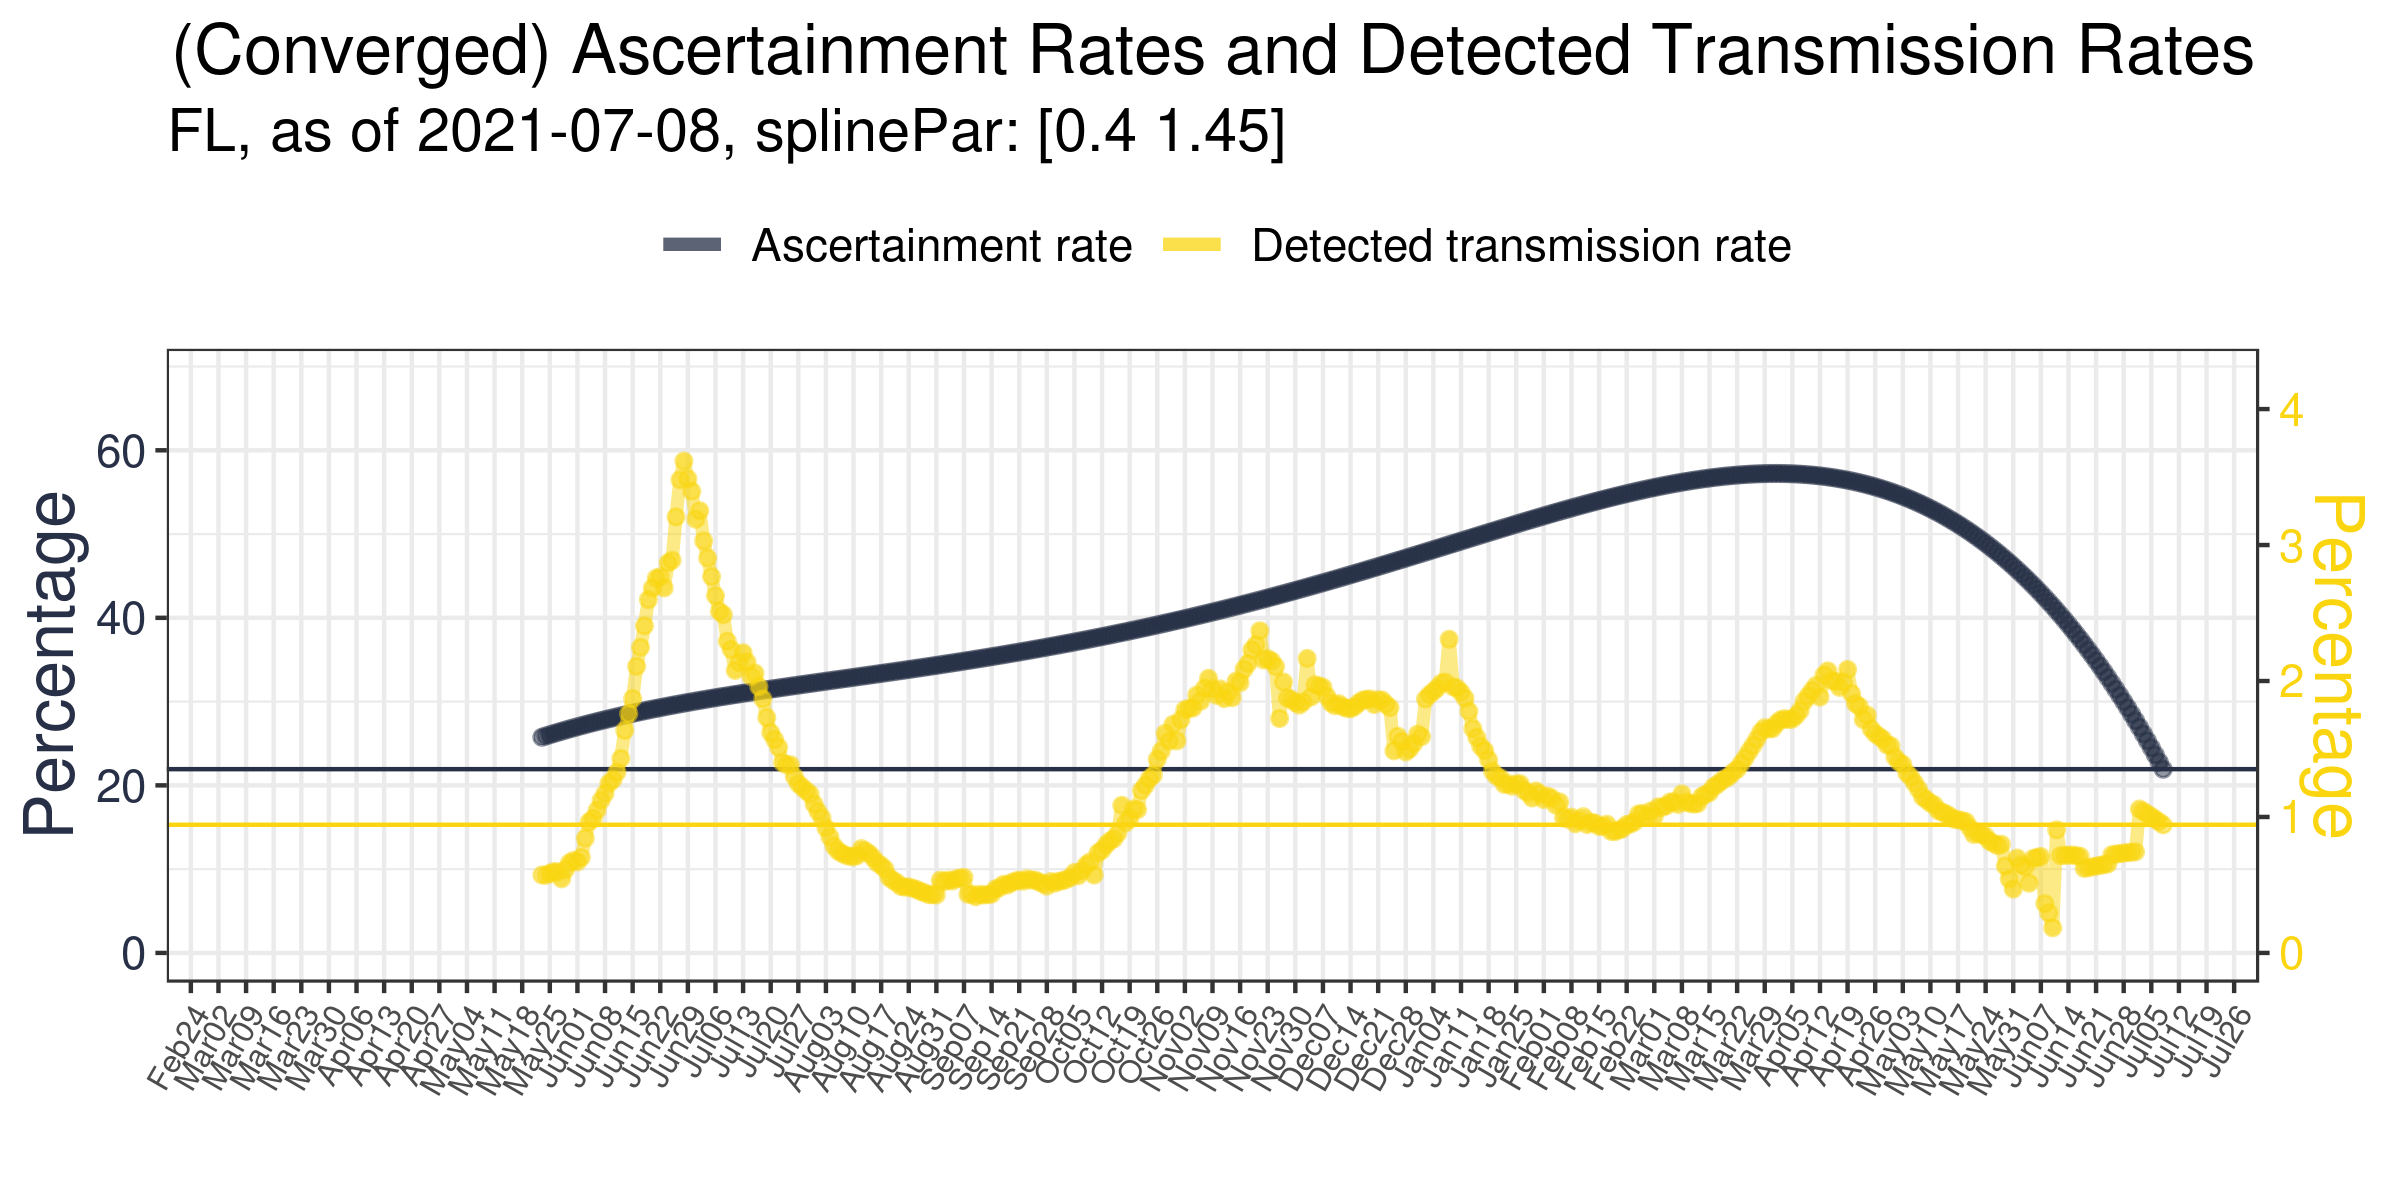 (Converged) Ascertainment Rates and Detected Transmission Rates
FL, as of 2021-07-08, splinePar: [0.4 1.45]
Ascertainment rate
Detected transmission rate
Percentage
60
40
20
0
4
3
2
1
0
Percentage
Feb24
Mar02
Mar09
Mar16
Mar23
Mar30
Apr06
Apr13
Apr20
Apr27
May04
May11
May18
May25
Jun01
Jun08
Jun15
Jun22
Jun29
Jul06
Jul13
Jul20
Jul27
Aug03
Aug10
Aug17
Aug24
Aug31
Sep07
Sep14
Sep21
Sep28
Oct05
Oct12
Oct19
Oct26
Nov02
Nov09
Nov16
Nov23
Nov30
Dec07
Dec14
Dec21
Dec28
Jan04
Jan11
Jan18
Jan25
Feb01
Feb08
Feb15
Feb22
Mar01
Mar08
Mar15
Mar22
Mar29
Apr05
Apr12
Apr19
Apr26
May03
May10
May17
May24
May31
Jun07
Jun14
Jun21
Jun28
Jul05
Jul12
Jul19
Jul26